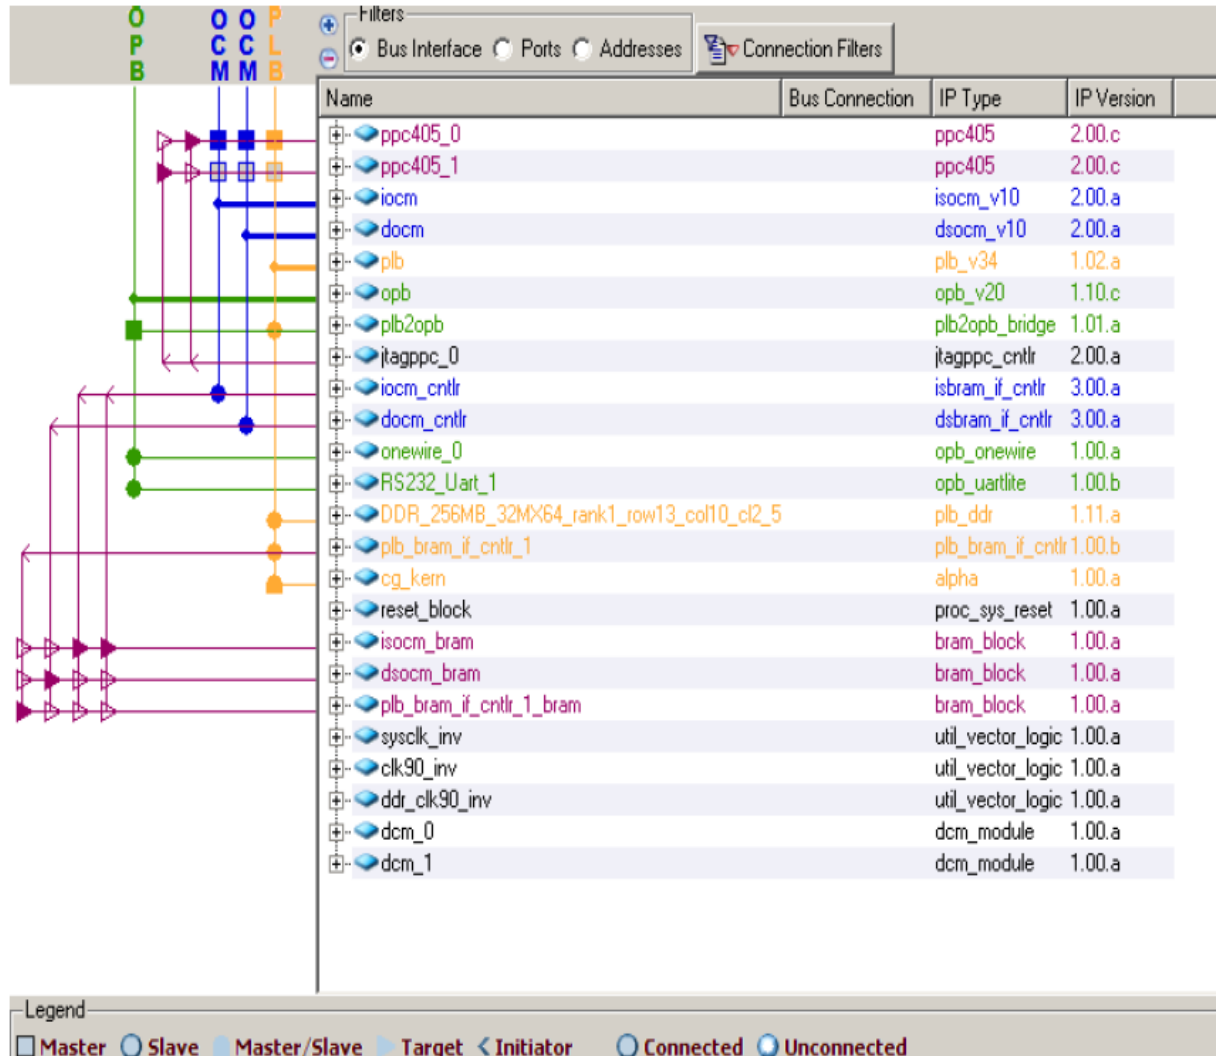 OPB OCM OCM PLB
Filters
Bus Interface Ports Addresses Connection Filters
Name Bus Connection IP Type IP Version
ppc405_0 ppc405 2.00.c
ppc405_1 ppc405 2.00.c
iocm isocm_v10 2.00.a
docm dsocm_v10 2.00.a
plb plb_v34 1.02.a
opb opb_v20 1.10.c
plb2opb plb2opb_bridge 1.01.a
jtagppc_0 jtagppc_cntlr 2.00.a
iocm_cntlr isbram_if_cntlr 3.00.a
docm_cntlr dsbram_if_cntlr 3.00.a
onewire_0 opb_onewire 1.00.a
RS232_Uart_1 opb_uartlite 1.00.b
DDR_256MB_32MX64_rank1_row13_col10_cl2_5 plb_ddr 1.11.a
plb_bram_if_cntlr_1 plb_bram_if_cntlr 1.00.b
cg_kern alpha 1.00.a
reset_block proc_sys_reset 1.00.a
isocm_bram bram_block 1.00.a
dsocm_bram bram_block 1.00.a
plb_bram_if_cntlr_1_bram bram_block 1.00.a
sysclk_inv util_vector_logic 1.00.a
clk90_inv util_vector_logic 1.00.a
ddr_clk90_inv util_vector_logic 1.00.a
dcm_0 dcm_module 1.00.a
dcm_1 dcm_module 1.00.a
Legend
Master Slave Master/Slave Target Initiator Connected Unconnected